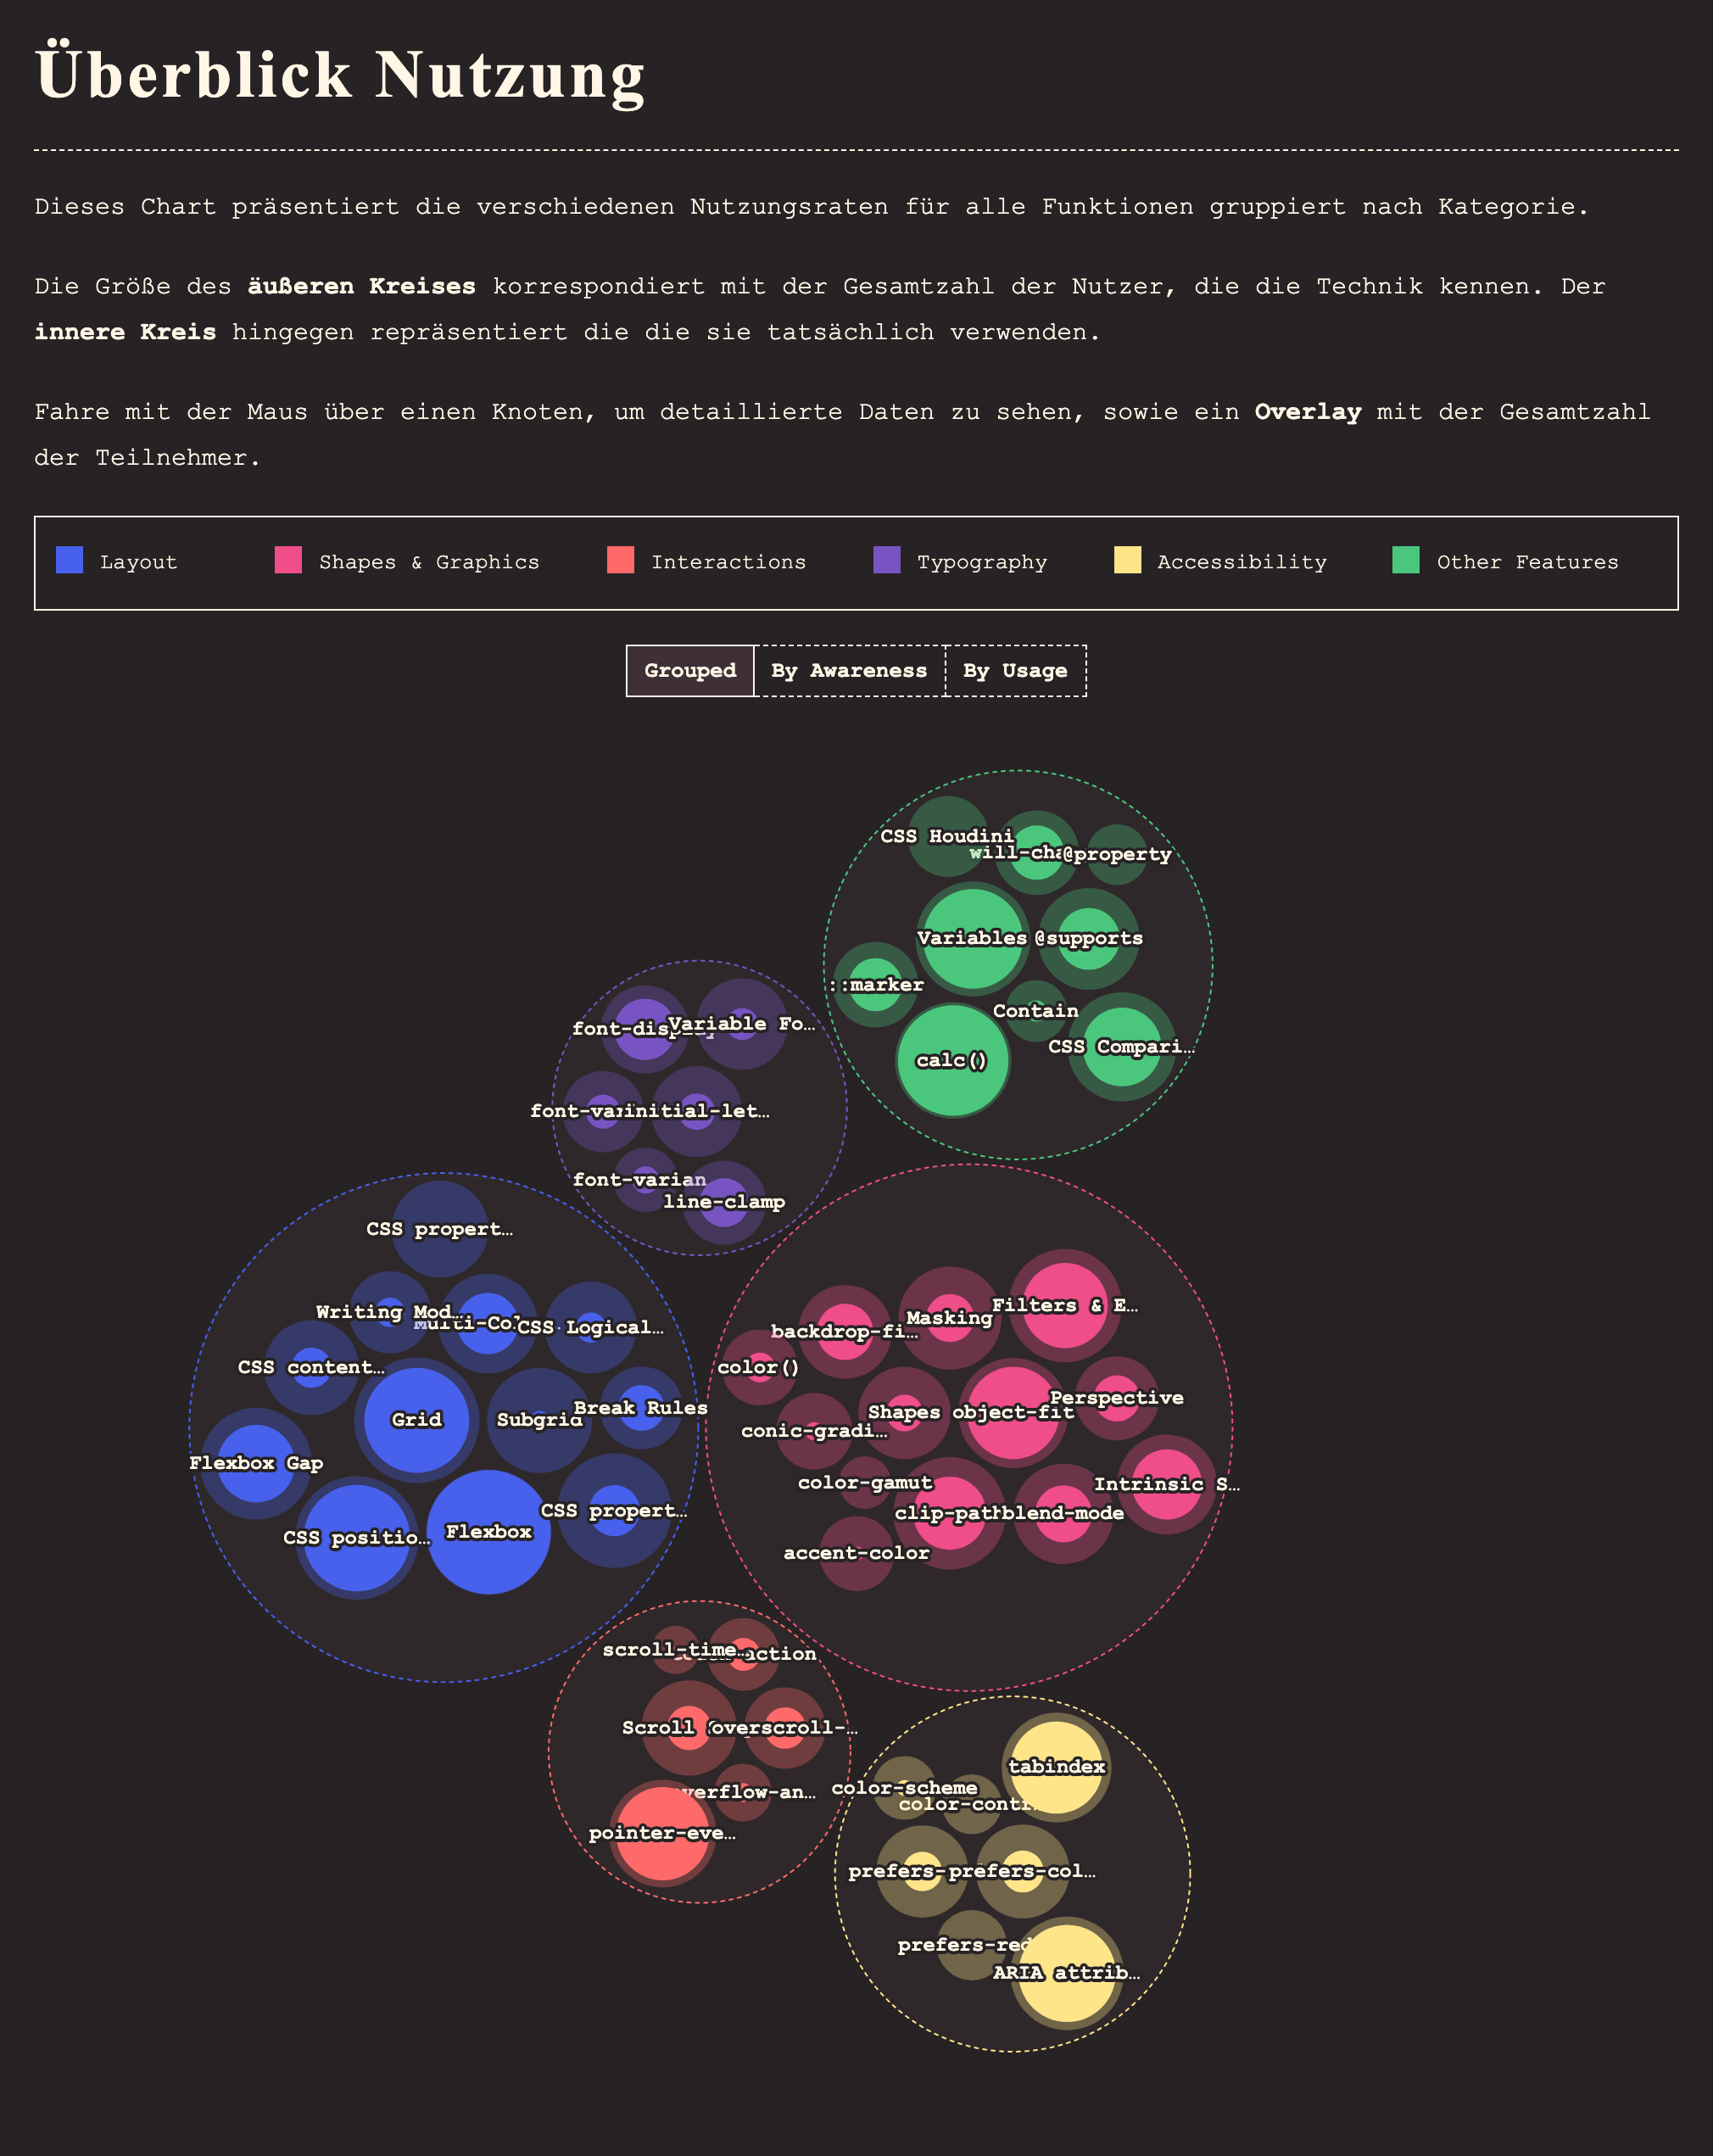 Überblick Nutzung
Dieses Chart präsentiert die verschiedenen Nutzungsraten für alle Funktionen gruppiert nach Kategorie.
Die Größe des äußeren Kreises korrespondiert mit der Gesamtzahl der Nutzer, die die Technik kennen. Der
innere Kreis hingegen repräsentiert die die sie tatsächlich verwenden.
Fahre mit der Maus über einen Knoten, um detaillierte Daten zu sehen, sowie ein Overlay mit der Gesamtzahl
der Teilnehmer.
Layout
Shapes & Graphics
Interactions
Typography
Accessibility
Other Features
Grouped
By Awareness
By Usage
CSS Houdini
will-cha
@property
Variables
@supports
::marker
Contain
CSS Compari…
calc()
font-disp
Variable Fo…
font-va
initial-let…
font-varian
line-clamp
CSS propert…
Writing Mod…
Multi-Co
CSS Logical…
CSS content…
Grid
Subgrid
Break Rules
Flexbox Gap
CSS propert…
CSS positio…
Flexbox
backdrop-fi…
Masking
Filters & E…
color()
Shapes
object-fit
Perspective
conic-gradi…
color-gamut
Intrinsic S…
clip-path
blend-mode
accent-color
scroll-time…
action
Scroll
overscroll-…
verflow-an…
pointer-eve…
tabindex
color-scheme
color-contr
prefers-
prefers-col…
prefers-red
ARIA attrib…